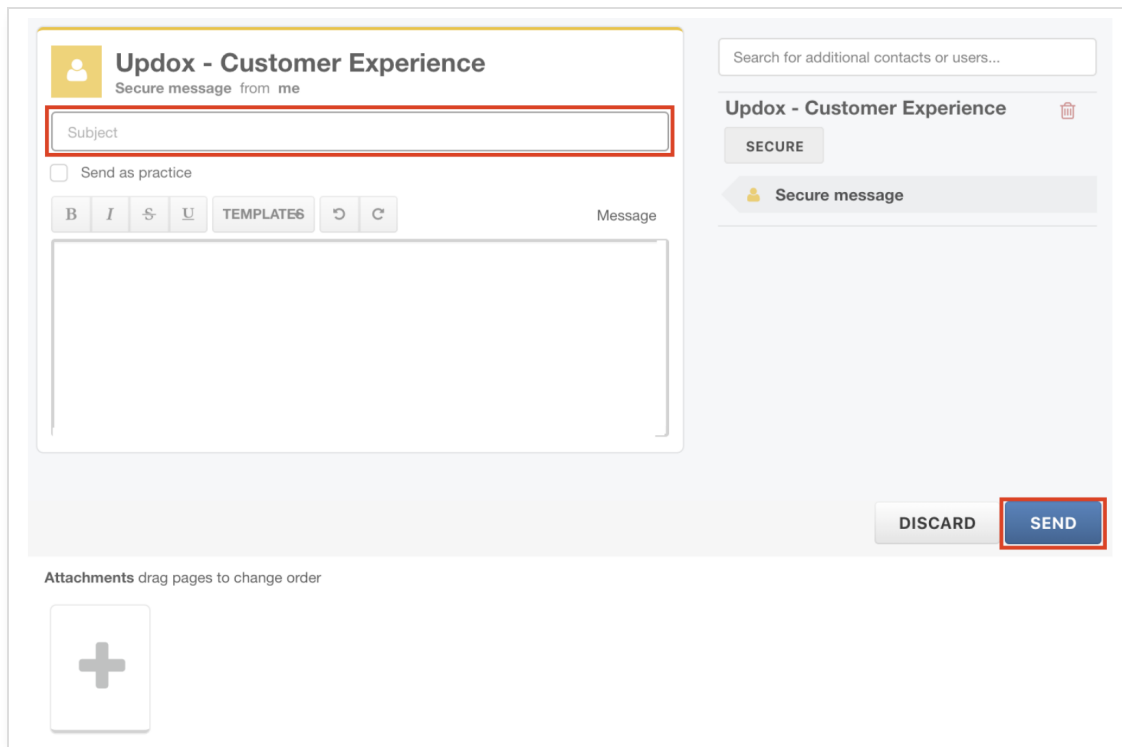 Updox - Customer Experience
Secure message from me
Subject
Send as practice
B I S U TEMPLATES Message
Search for additional contacts or users...
Updox - Customer Experience
SECURE
Secure message
DISCARD SEND
Attachments drag pages to change order